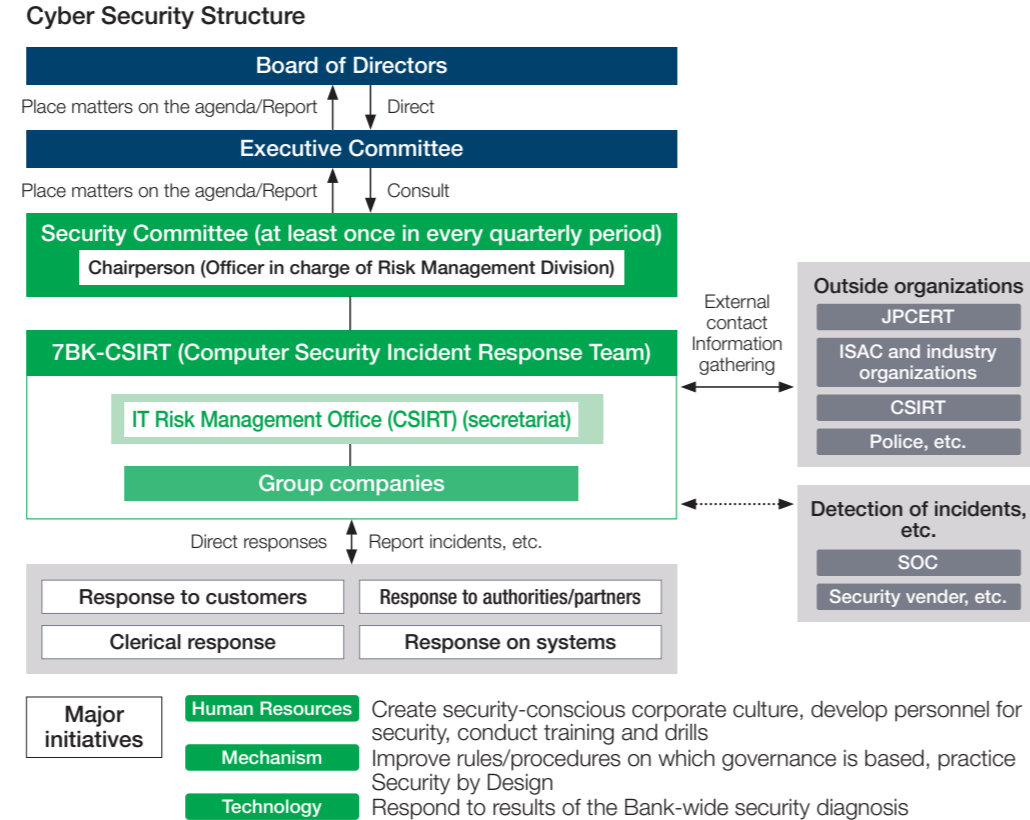 Cyber Security Structure
Board of Directors
Place matters on the agenda/Report
Direct
Executive Committee
Place matters on the agenda/Report
Consult
Security Committee (at least once in every quarterly period)
Chairperson (Officer in charge of Risk Management Division)
7BK-CSIRT (Computer Security Incident Response Team)
IT Risk Management Office (CSIRT) (secretariat)
Group companies
External
contact
Information
gathering
Outside organizations
JPCERT
ISAC and industry
organizations
CSIRT
Police, etc.
Detection of incidents,
etc.
SOC
Security vender, etc.
Direct responses
Report incidents, etc.
Response to customers
Response to authorities/partners
Clerical response
Response on systems
Major
initiatives
Human Resources
Create security-conscious corporate culture, develop personnel for
security, conduct training and drills
Mechanism
Improve rules/procedures on which governance is based, practice
Security by Design
Technology
Respond to results of the Bank-wide security diagnosis